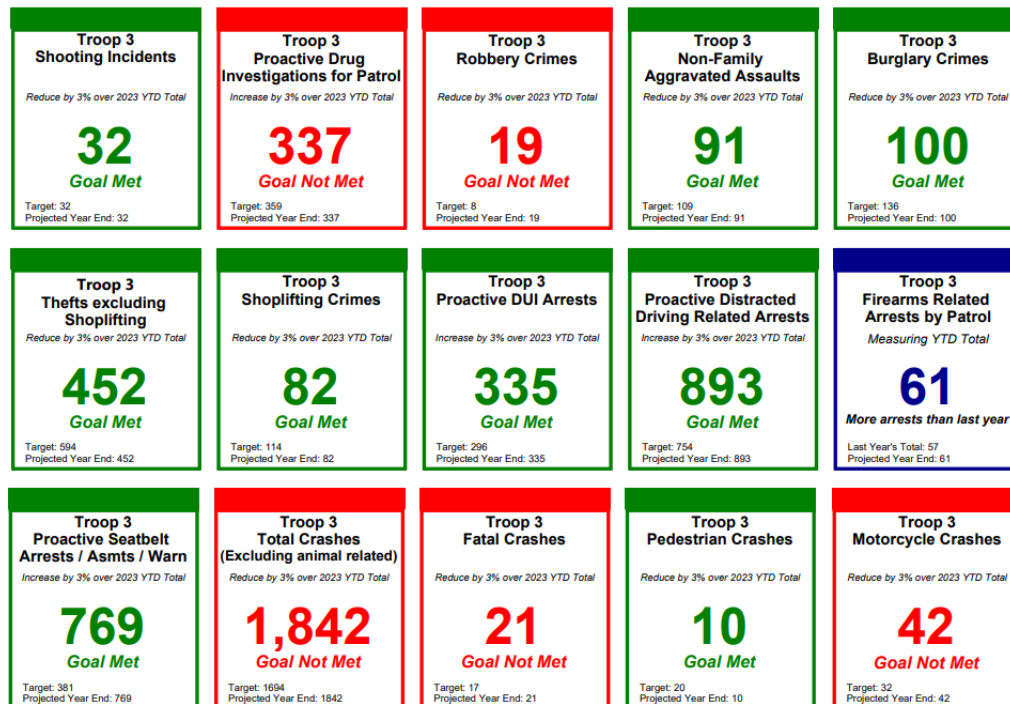 Troop 3
Shooting Incidents
Reduce by 3% over 2023 YTD Total
32
Goal Met
Target: 32
Projected Year End: 32
Troop 3
Proactive Drug
Investigations for Patrol
Increase by 3% over 2023 YTD Total
337
Goal Not Met
Target: 359
Projected Year End: 337
Troop 3
Robbery Crimes
Reduce by 3% over 2023 YTD Total
19
Goal Not Met
Target: 8
Projected Year End: 19
Troop 3
Non-Family
Aggravated Assaults
Reduce by 3% over 2023 YTD Total
91
Goal Met
Target: 109
Projected Year End: 91
Troop 3
Burglary Crimes
Reduce by 3% over 2023 YTD Total
100
Goal Met
Target: 136
Projected Year End: 100
Troop 3
Thefts excluding
Shoplifting
Reduce by 3% over 2023 YTD Total
452
Goal Met
Target: 594
Projected Year End: 452
Troop 3
Shoplifting Crimes
Reduce by 3% over 2023 YTD Total
82
Goal Met
Target: 114
Projected Year End: 82
Troop 3
Proactive DUI Arrests
Increase by 3% over 2023 YTD Total
335
Goal Met
Target: 296
Projected Year End: 335
Troop 3
Proactive Distracted
Driving Related Arrests
Increase by 3% over 2023 YTD Total
893
Goal Met
Target: 754
Projected Year End: 893
Troop 3
Firearms Related
Arrests by Patrol
Measuring YTD Total
61
More arrests than last year
Last Year's Total: 57
Projected Year End: 61
Troop 3
Proactive Seatbelt
Arrests / Asmts / Warn
Increase by 3% over 2023 YTD Total
769
Goal Met
Target: 381
Projected Year End: 769
Troop 3
Total Crashes
(Excluding animal related)
Reduce by 3% over 2023 YTD Total
1,842
Goal Not Met
Target: 1694
Projected Year End: 1842
Troop 3
Fatal Crashes
Reduce by 3% over 2023 YTD Total
21
Goal Not Met
Target: 17
Projected Year End: 21
Troop 3
Pedestrian Crashes
Reduce by 3% over 2023 YTD Total
10
Goal Met
Target: 20
Projected Year End: 10
Troop 3
Motorcycle Crashes
Reduce by 3% over 2023 YTD Total
42
Goal Not Met
Target: 32
Projected Year End: 42